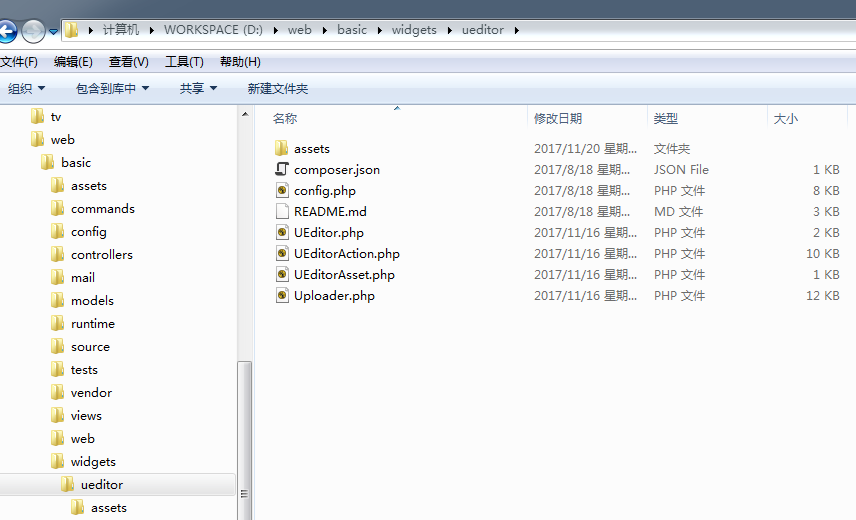 计算机 WORKSPACE (D:) web basic widgets ueditor
文件(F) 编辑(E) 查看(V) 工具(T) 帮助(H)
组织 包含到库中 共享 新建文件夹
tv
web
basic
assets
commands
config
controllers
mail
models
runtime
source
tests
vendor
views
web
widgets
ueditor
assets
名称 修改日期 类型 大小
assets 2017/11/20 星期... 文件夹
composer.json 2017/8/18 星期... JSON File 1 KB
config.php 2017/8/18 星期... PHP 文件 8 KB
README.md 2017/8/18 星期... MD 文件 3 KB
UEditor.php 2017/11/16 星期... PHP 文件 2 KB
UEditorAction.php 2017/11/16 星期... PHP 文件 10 KB
UEditorAsset.php 2017/11/16 星期... PHP 文件 1 KB
Uploader.php 2017/11/16 星期... PHP 文件 12 KB